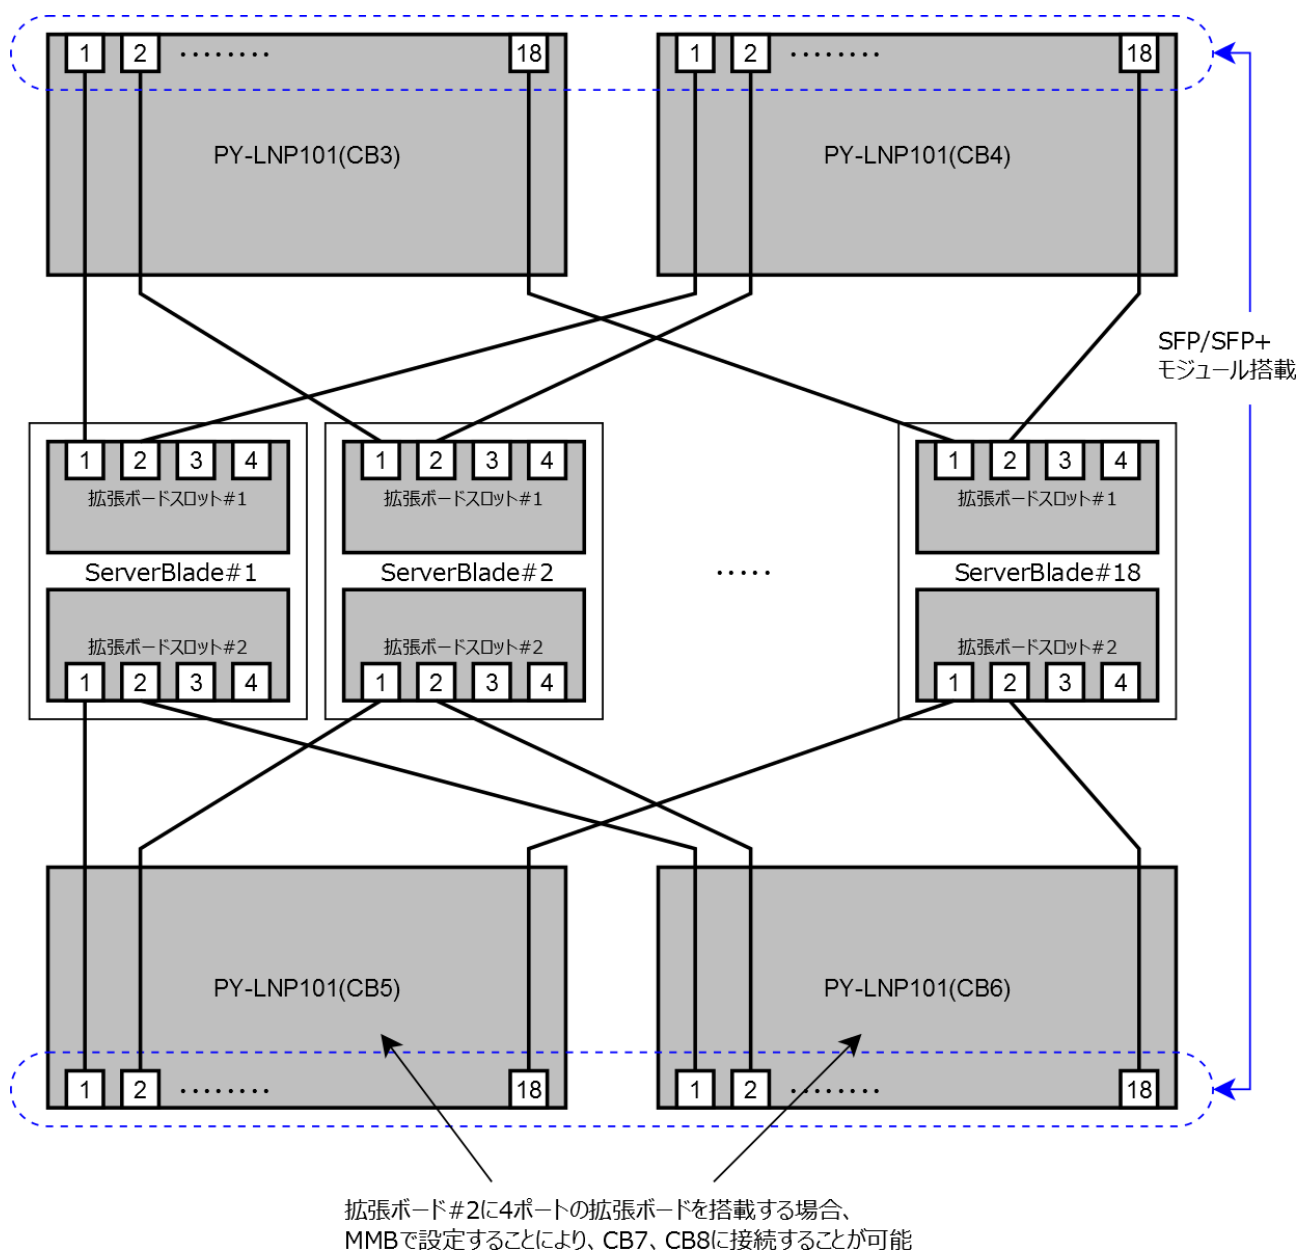 1 2 ········ 18 1 2 ········ 18
PY-LNP101(CB3) PY-LNP101(CB4)
SFP/SFP+
モジュール搭載
1 2 3 4 1 2 3 4 1 2 3 4
拡張ボードスロット#1 拡張ボードスロット#1 拡張ボードスロット#1
ServerBlade#1 ServerBlade#2 ····· ServerBlade#18
拡張ボードスロット#2 拡張ボードスロット#2 拡張ボードスロット#2
1 2 3 4 1 2 3 4 1 2 3 4
PY-LNP101(CB5) PY-LNP101(CB6)
1 2 ········ 18 1 2 ········ 18
拡張ボード#2に4ポートの拡張ボードを搭載する場合、
MMBで設定することにより、CB7、CB8に接続することが可能